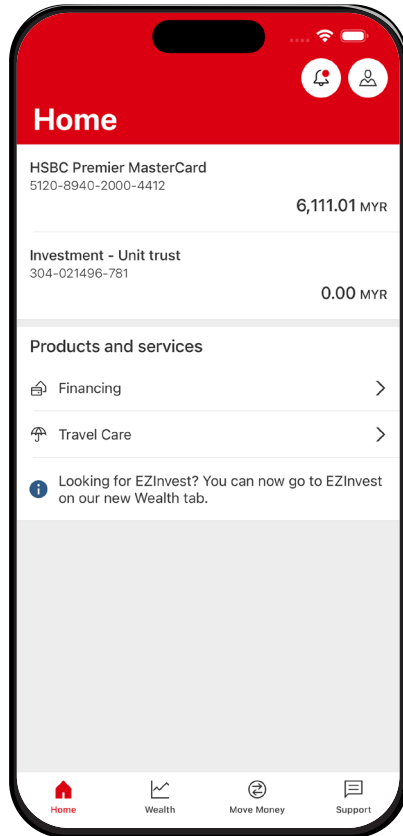 Home
HSBC Premier MasterCard
5120-8940-2000-4412
6,111.01 MYR
Investment - Unit trust
304-021496-781
0.00 MYR
Products and services
Financing
Travel Care
Looking for EZInvest? You can now go to EZInvest
on our new Wealth tab.
Home
Wealth
Move Money
Support